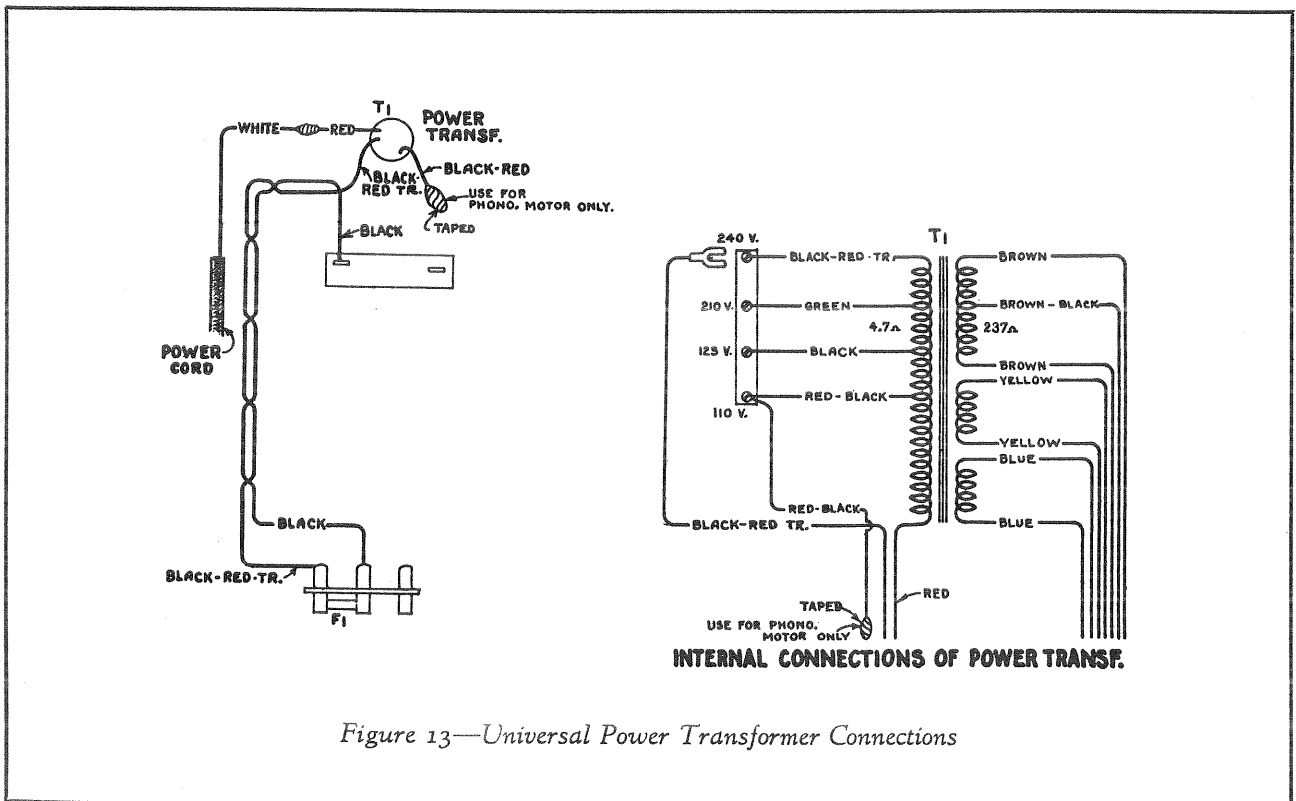 T1
POWER
TRANSF.
WHITE
RED
BLACK-RED
BLACK-
RED TR.
USE FOR
PHONO. MOTOR ONLY.
TAPED
BLACK
POWER
CORD
BLACK
BLACK-RED-TR.
F1
240 V.
T1
BLACK-RED-TR
BROWN
210 V.
GREEN
BROWN-BLACK
4.7Ω
237Ω
125 V.
BLACK
BROWN
YELLOW
RED-BLACK
110 V.
YELLOW
BLUE
RED-BLACK
BLACK-RED TR.
BLUE
RED
TAPED
USE FOR PHONO.
MOTOR ONLY
INTERNAL CONNECTIONS OF POWER TRANSF.
Figure 13—Universal Power Transformer Connections